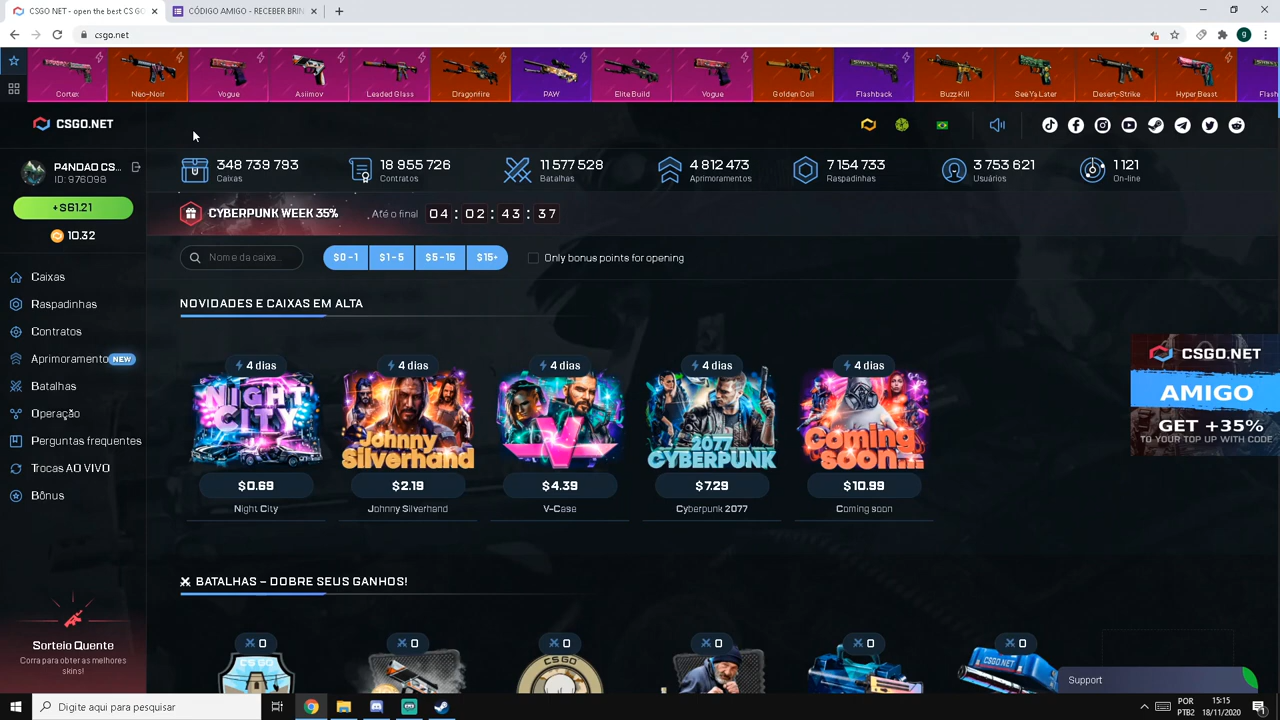 CSGO NET - open the best CS GO
CÓDIGO AMIGO - RECEBER BRIN
csgo.net
Cortex
Neo-Noir
Vogue
Asiimov
Leaded Glass
Dragonfire
PAW
Elite Build
Vogue
Golden Coil
Flashback
Buzz Kill
See Ya Later
Desert-Strike
Hyper Beast
Flash
CSGO.NET
P4NDAO CS...
ID: 976098
+$61.21
10.32
348 739 793
Caixas
18 955 726
Contratos
11 577 528
Batalhas
4 812 473
Aprimoramentos
7 154 733
Raspadinhas
3 753 621
Usuários
1 121
On-line
CYBERPUNK WEEK 35%
Até o final
04 : 02 : 43 : 37
Nome da caixa...
$0 - 1
$1 - 5
$5 - 15
$15+
Only bonus points for opening
Caixas
Raspadinhas
Contratos
Aprimoramento
NEW
Batalhas
Operação
Perguntas frequentes
Trocas AO VIVO
Bônus
Sorteio Quente
Corra para obter as melhores
skins!
NOVIDADES E CAIXAS EM ALTA
4 dias
4 dias
4 dias
4 dias
4 dias
NIGHT
CITY
Johnny
Silverhand
V
2077
CYBERPUNK
Coming
soon...
$0.69
$2.19
$4.39
$7.29
$10.99
Night City
Johnny Silverhand
V-Case
Cyberpunk 2077
Coming soon
CSGO.NET
AMIGO
GET +35%
TO YOUR TOP UP WITH CODE
BATALHAS – DOBRE SEUS GANHOS!
0
0
0
0
0
0
CS GO
CS GO
CSGO.NET
Support
Digite aqui para pesquisar
POR
PTB2
15:15
18/11/2020